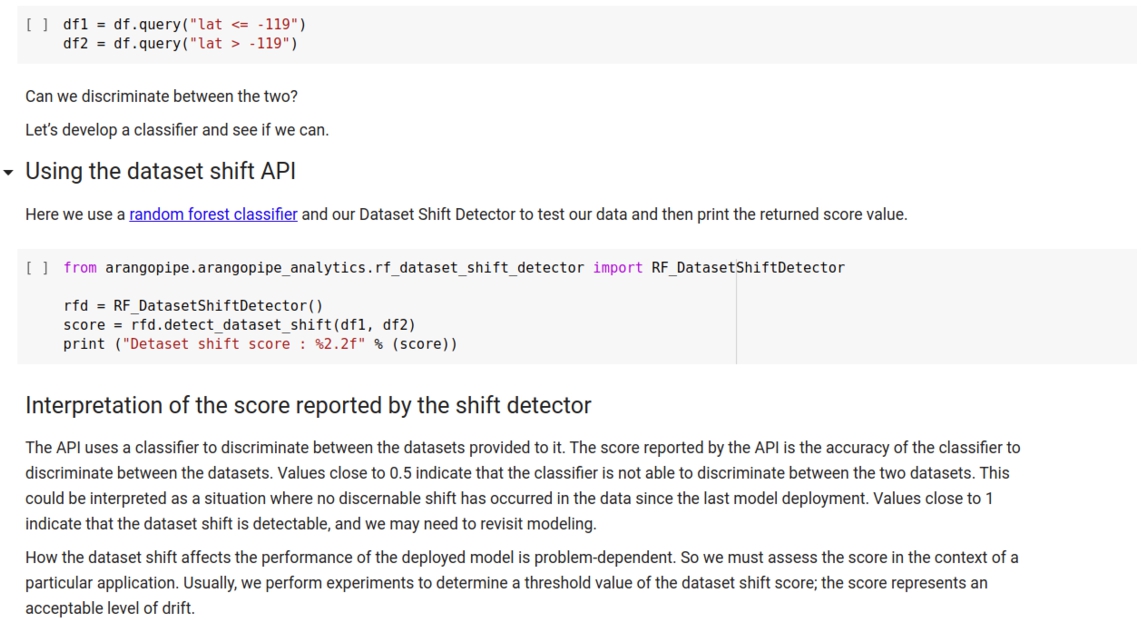 [ ] df1 = df.query("lat <= -119")
df2 = df.query("lat > -119")
Can we discriminate between the two?
Let’s develop a classifier and see if we can.
Using the dataset shift API
Here we use a random forest classifier and our Dataset Shift Detector to test our data and then print the returned score value.
[ ] from arangopipe.arangopipe_analytics.rf_dataset_shift_detector import RF_DatasetShiftDetector
rfd = RF_DatasetShiftDetector()
score = rfd.detect_dataset_shift(df1, df2)
print ("Detaset shift score : %2.2f" % (score))
Interpretation of the score reported by the shift detector
The API uses a classifier to discriminate between the datasets provided to it. The score reported by the API is the accuracy of the classifier to
discriminate between the datasets. Values close to 0.5 indicate that the classifier is not able to discriminate between the two datasets. This
could be interpreted as a situation where no discernable shift has occurred in the data since the last model deployment. Values close to 1
indicate that the dataset shift is detectable, and we may need to revisit modeling.
How the dataset shift affects the performance of the deployed model is problem-dependent. So we must assess the score in the context of a
particular application. Usually, we perform experiments to determine a threshold value of the dataset shift score; the score represents an
acceptable level of drift.